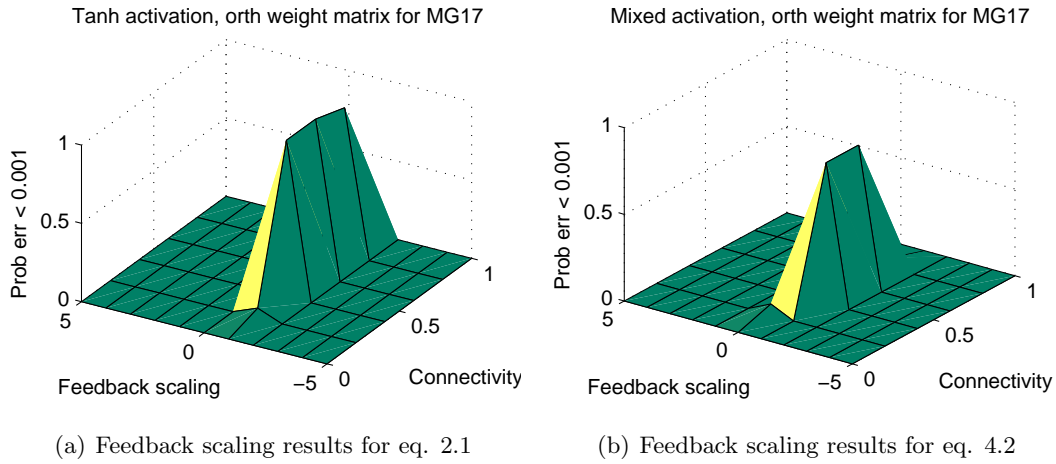 Tanh activation, orth weight matrix for MG17
Prob err < 0.001
1
0.5
0
5
0
−5
0
0.5
1
Feedback scaling
Connectivity
(a) Feedback scaling results for eq. 2.1
Mixed activation, orth weight matrix for MG17
Prob err < 0.001
1
0.5
0
5
0
−5
0
0.5
1
Feedback scaling
Connectivity
(b) Feedback scaling results for eq. 4.2